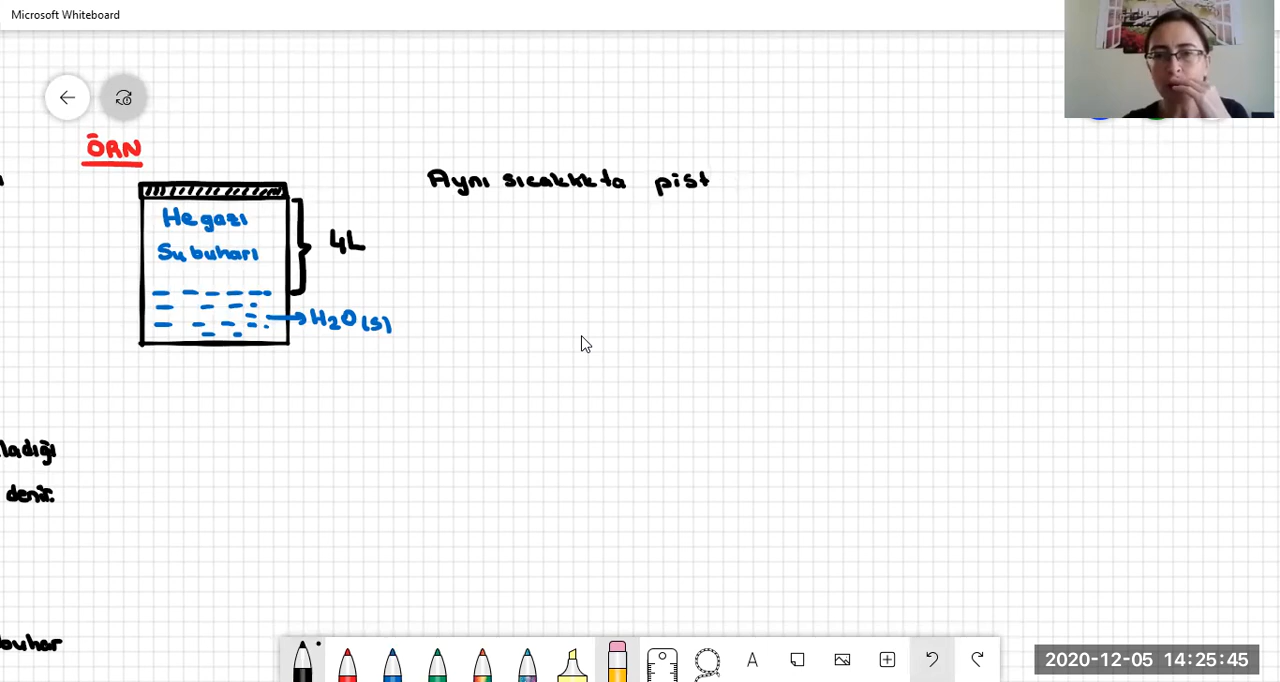 Microsoft Whiteboard
ÖRN
Aynı sıcaklıkta pist
He gazı
Su buharı
4L
H2O(s)
ladığı
denir.
buhar
A
2020-12-05 14:25:45